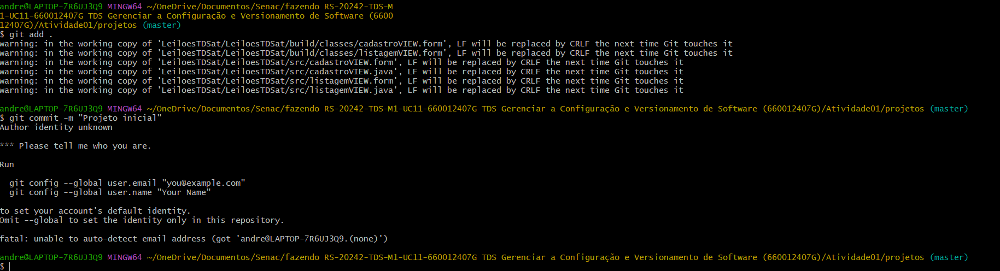 andre@LAPTOP-7R6UJ3Q9 MINGW64 ~/OneDrive/Documentos/Senac/fazendo RS-20242-TDS-M
1-UC11-660012407G TDS Gerenciar a Configuração e Versionamento de Software (6600
12407G)/Atividade01/projetos (master)
$ git add .
warning: in the working copy of 'LeiloesTDSat/LeiloesTDSat/build/classes/cadastroVIEW.form', LF will be replaced by CRLF the next time Git touches it
warning: in the working copy of 'LeiloesTDSat/LeiloesTDSat/build/classes/listagemVIEW.form', LF will be replaced by CRLF the next time Git touches it
warning: in the working copy of 'LeiloesTDSat/LeiloesTDSat/src/cadastroVIEW.form', LF will be replaced by CRLF the next time Git touches it
warning: in the working copy of 'LeiloesTDSat/LeiloesTDSat/src/cadastroVIEW.java', LF will be replaced by CRLF the next time Git touches it
warning: in the working copy of 'LeiloesTDSat/LeiloesTDSat/src/listagemVIEW.form', LF will be replaced by CRLF the next time Git touches it
warning: in the working copy of 'LeiloesTDSat/LeiloesTDSat/src/listagemVIEW.java', LF will be replaced by CRLF the next time Git touches it

andre@LAPTOP-7R6UJ3Q9 MINGW64 ~/OneDrive/Documentos/Senac/fazendo RS-20242-TDS-M1-UC11-660012407G TDS Gerenciar a Configuração e Versionamento de Software (660012407G)/Atividade01/projetos (master)
$ git commit -m "Projeto inicial"
Author identity unknown

*** Please tell me who you are.

Run

  git config --global user.email "you@example.com"
  git config --global user.name "Your Name"

to set your account's default identity.
Omit --global to set the identity only in this repository.

fatal: unable to auto-detect email address (got 'andre@LAPTOP-7R6UJ3Q9.(none)')

andre@LAPTOP-7R6UJ3Q9 MINGW64 ~/OneDrive/Documentos/Senac/fazendo RS-20242-TDS-M1-UC11-660012407G TDS Gerenciar a Configuração e Versionamento de Software (660012407G)/Atividade01/projetos (master)
$